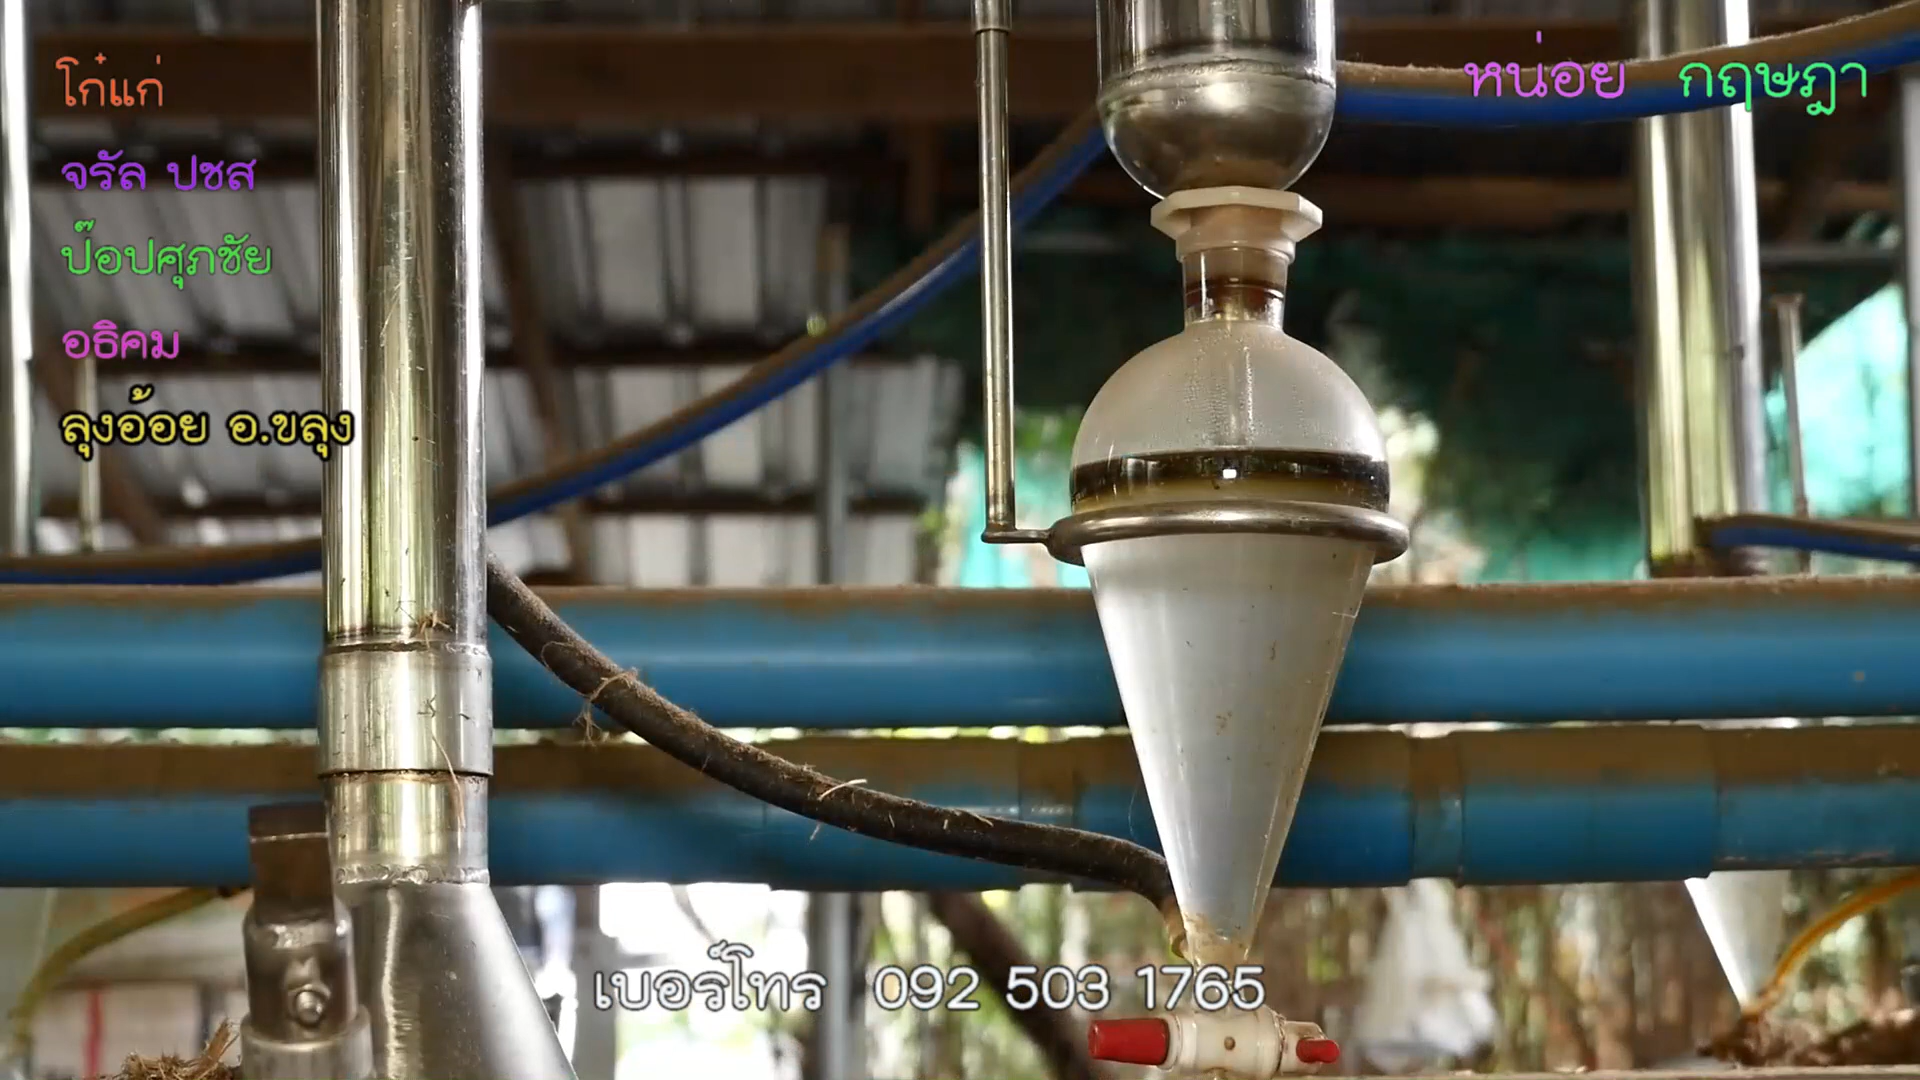 โก๋แก่
หน่อย กฤษฎา
จรัล ปชส
ป๊อปศุภชัย
อธิคม
ลุงอ้อย อ.ขลุง
เบอร์โทร 092 503 1765